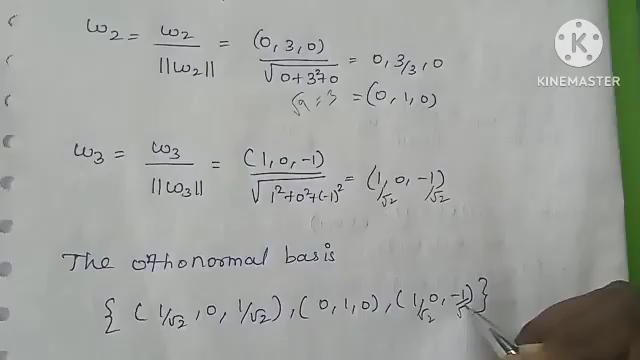 ω₂ = ω₂/||ω₂|| = (0, 3, 0)/√0+3²+0 = 0, 3/3, 0
√9 = 3 = (0, 1, 0)
KINEMASTER
ω₃ = ω₃/||ω₃|| = (1, 0, -1)/√1²+0²+(-1)² = (1/√2, 0, -1/√2)
The orthonormal basis
{ (1/√2, 0, 1/√2), (0, 1, 0), (1/√2, 0, -1/√ ) }